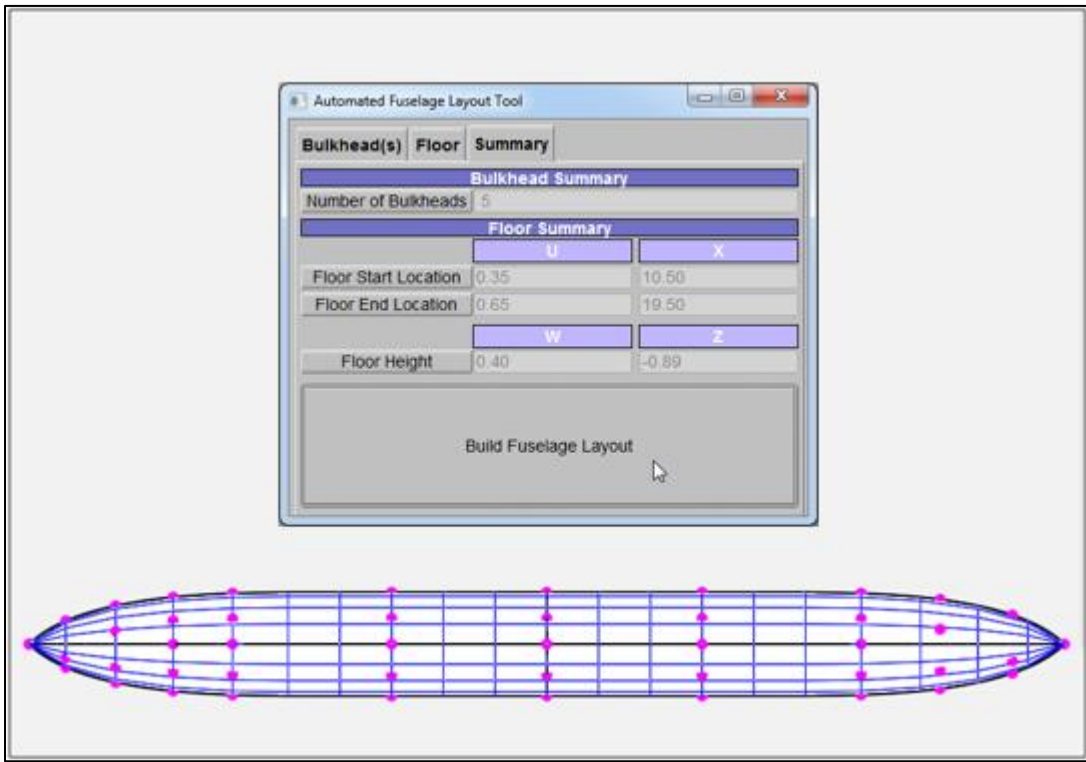 Automated Fuselage Layout Tool
Bulkhead(s) Floor Summary
Bulkhead Summary
Number of Bulkheads 5
Floor Summary
U X
Floor Start Location 0.35 10.50
Floor End Location 0.65 19.50
W Z
Floor Height 0.40 -0.89
Build Fuselage Layout